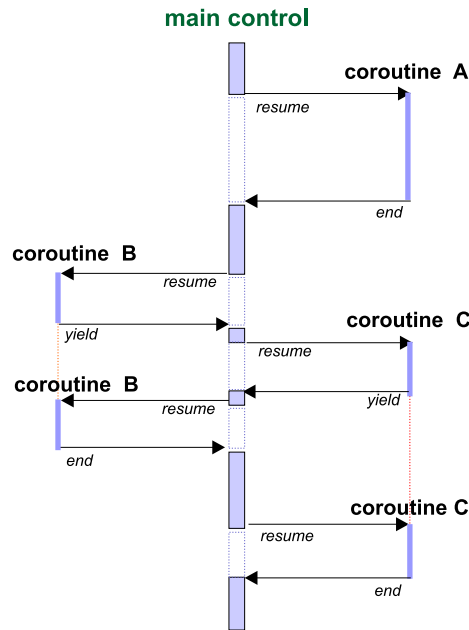 main control
coroutine A
resume
end
coroutine B
resume
yield
coroutine C
resume
yield
coroutine B
resume
end
coroutine C
resume
end